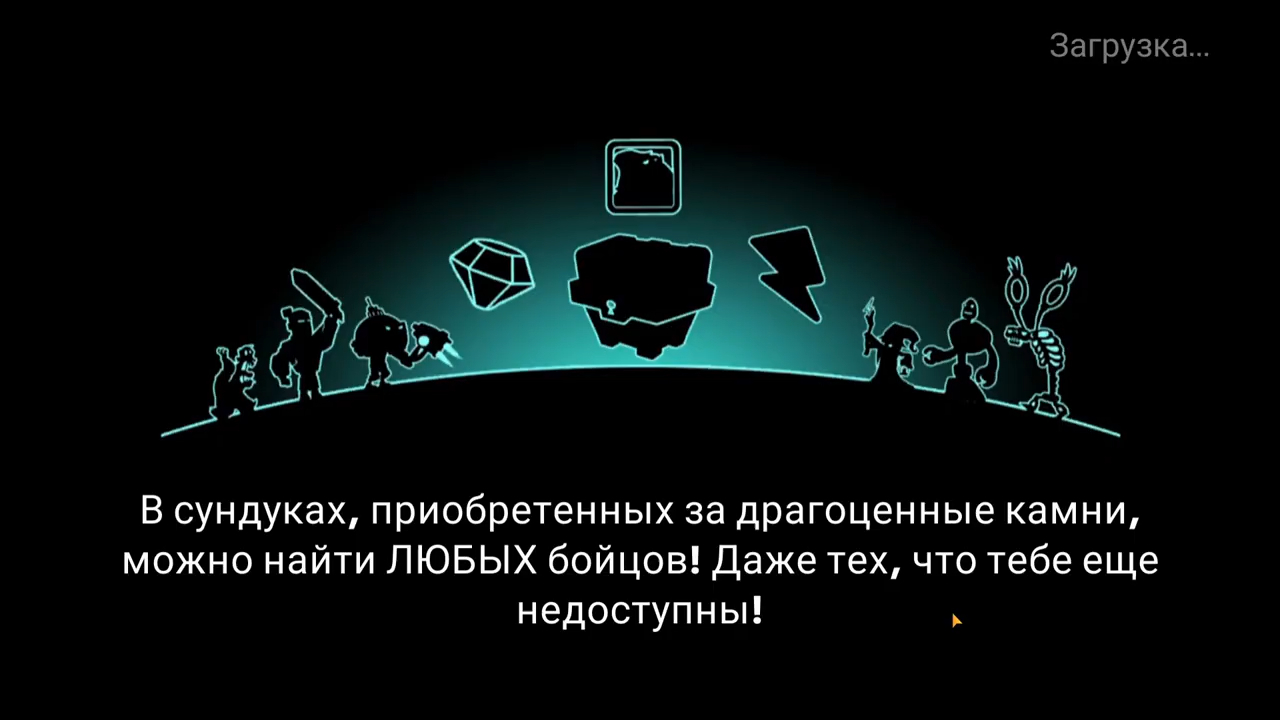 Загрузка...
В сундуках, приобретенных за драгоценные камни,
можно найти ЛЮБЫХ бойцов! Даже тех, что тебе еще
недоступны!